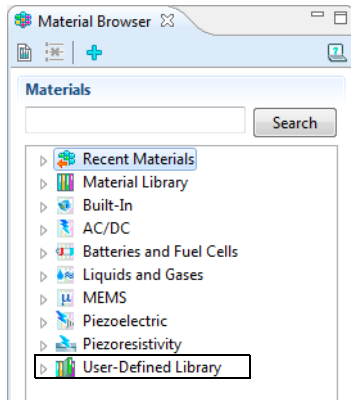 Material Browser
Materials
Search
Recent Materials
Material Library
Built-In
AC/DC
Batteries and Fuel Cells
Liquids and Gases
µ MEMS
Piezoelectric
Piezoresistivity
User-Defined Library